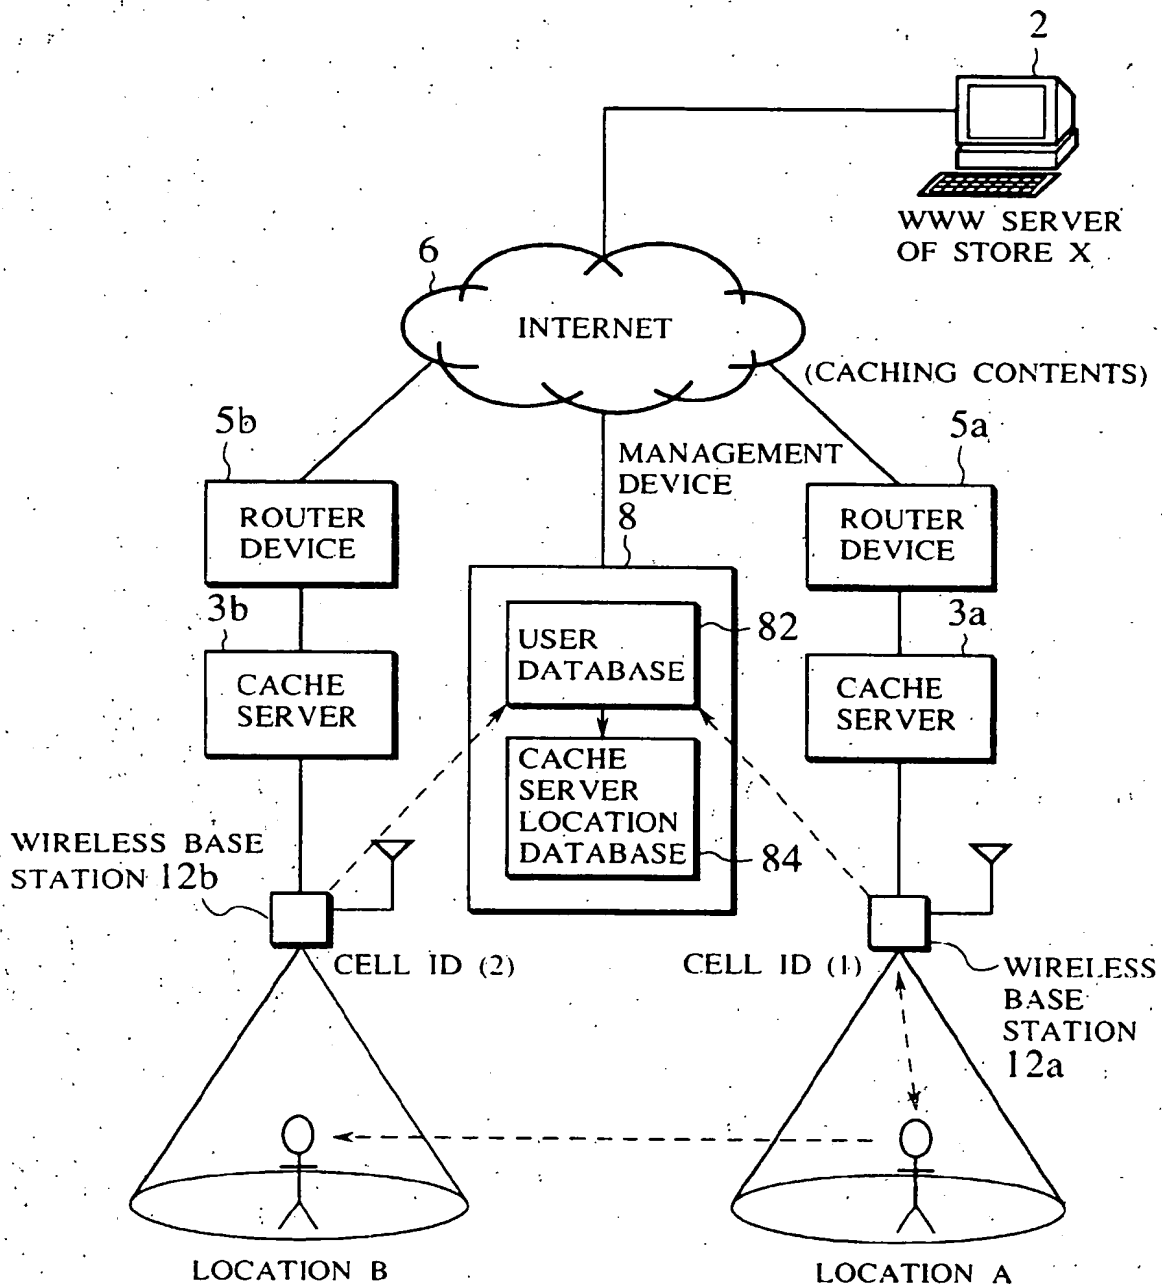 2
WWW SERVER
OF STORE X
6
INTERNET
(CACHING CONTENTS)
5b
MANAGEMENT
DEVICE
8
5a
ROUTER
DEVICE
ROUTER
DEVICE
3b
82
3a
USER
DATABASE
CACHE
SERVER
CACHE
SERVER
CACHE
SERVER
LOCATION
DATABASE
84
WIRELESS BASE
STATION 12b
CELL ID (2)
CELL ID (1)
WIRELESS
BASE
STATION
12a
LOCATION B
LOCATION A